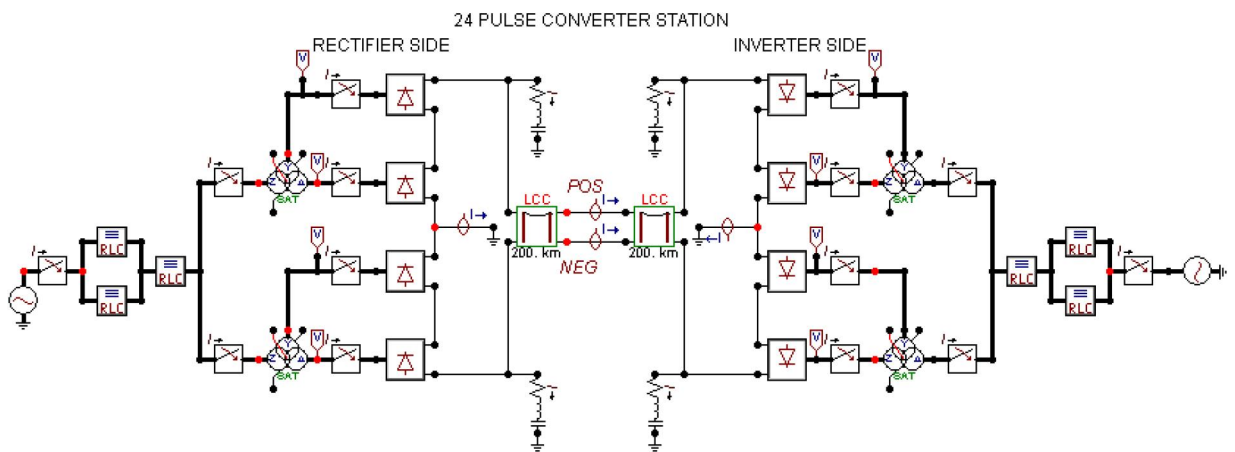 24 PULSE CONVERTER STATION
RECTIFIER SIDE
INVERTER SIDE
V
V
I
I
I
I
Y
Y
I
V
I
V
I
I
Z
Δ
Z
Δ
SAT
SAT
POS
LCC
I
LCC
I
I
I
200. km
200. km
NEG
V
V
I
I
RLC
RLC
I
I
RLC
RLC
RLC
RLC
I
V
I
Y
Y
V
I
I
Z
Δ
Z
Δ
SAT
SAT